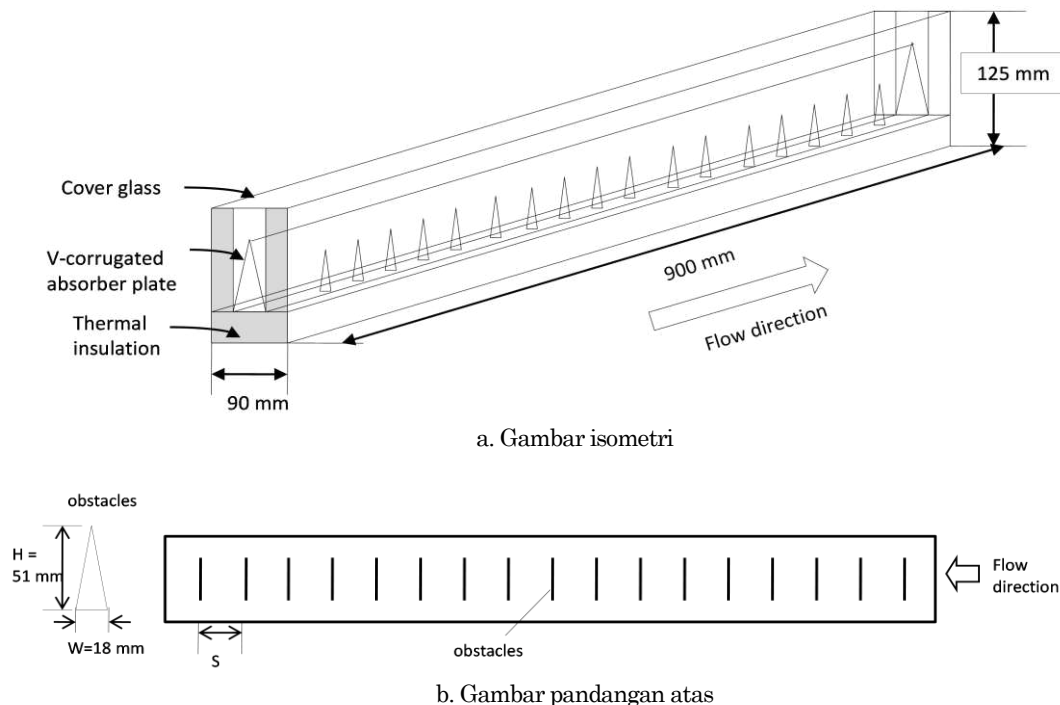 125 mm
Cover glass
V-corrugated
absorber plate
Thermal
insulation
900 mm
Flow direction
90 mm
a. Gambar isometri
obstacles
H =
51 mm
W=18 mm
S
obstacles
Flow
direction
b. Gambar pandangan atas